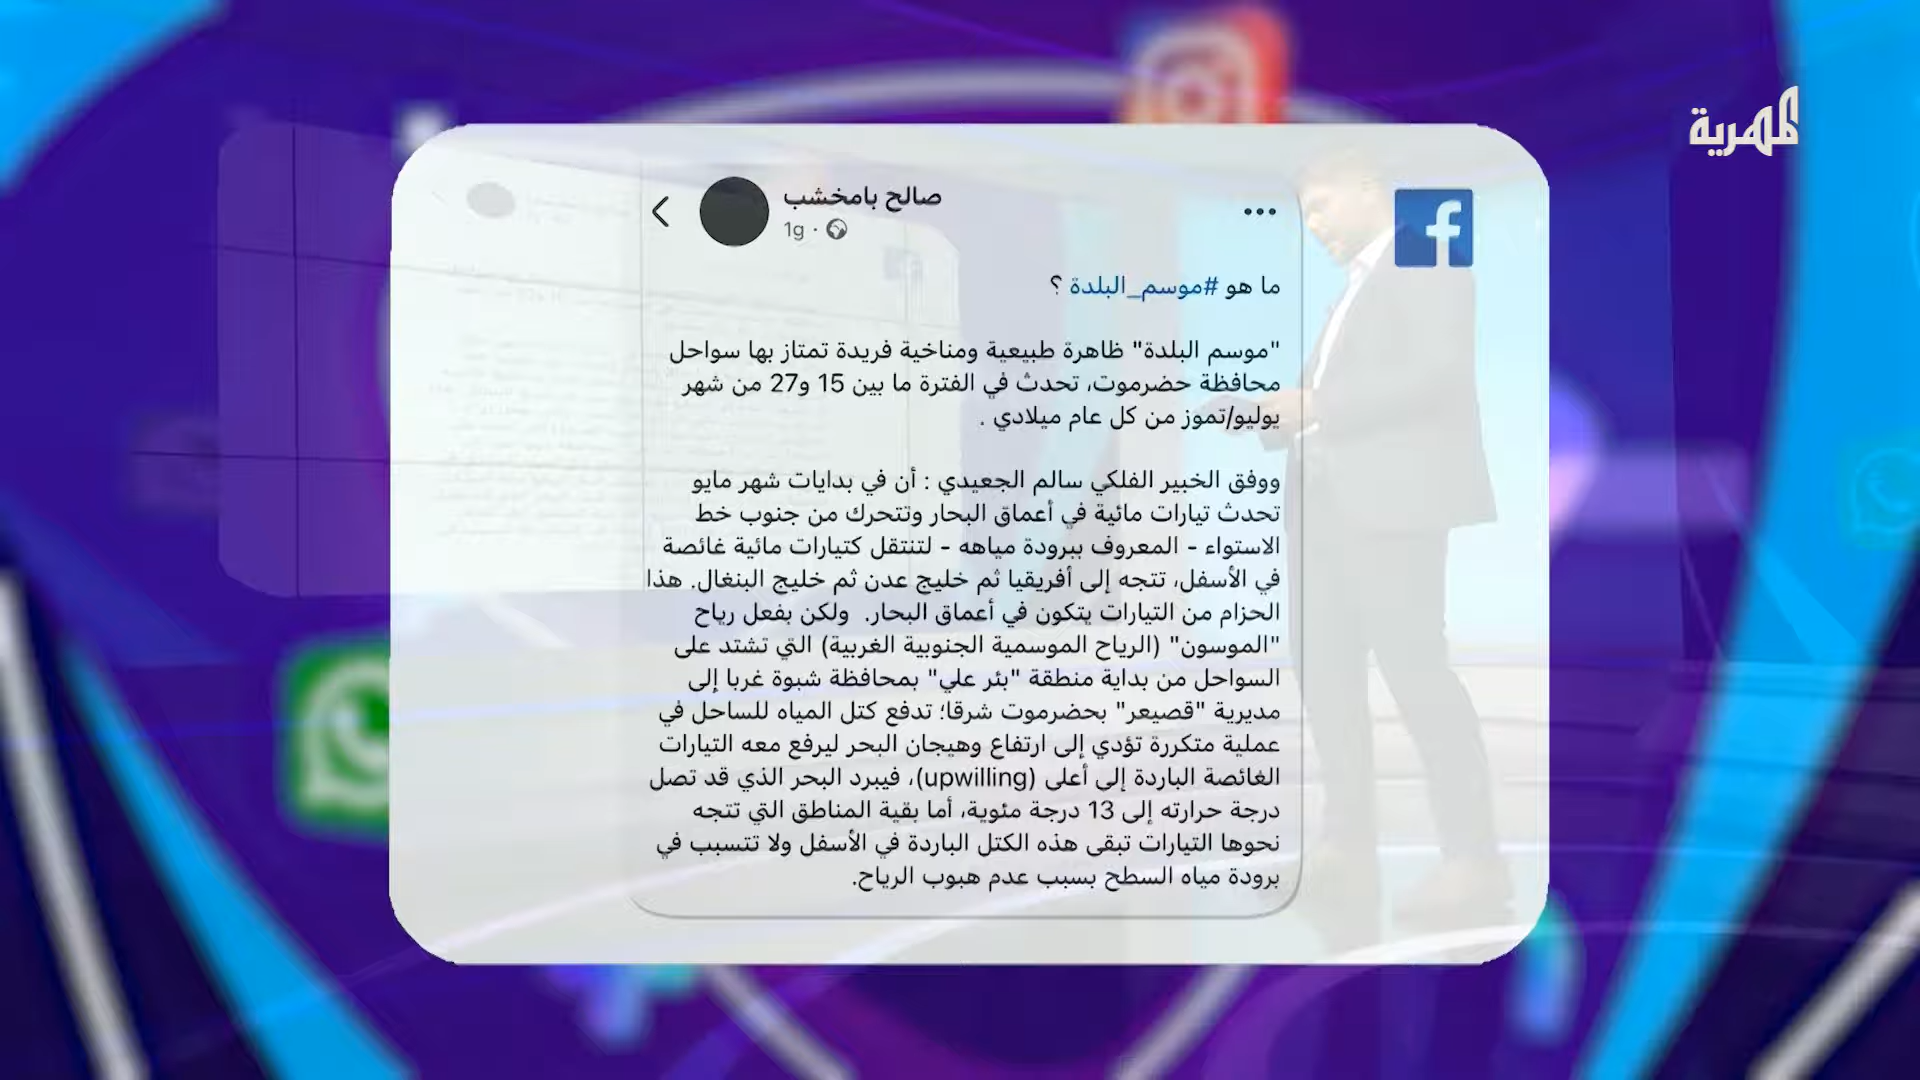 المهرية
صالح بامخشب
1g
ما هو #موسم_البلدة ؟
"موسم البلدة" ظاهرة طبيعية ومناخية فريدة تمتاز بها سواحل
محافظة حضرموت، تحدث في الفترة ما بين 15 و27 من شهر
يوليو/تموز من كل عام ميلادي .
ووفق الخبير الفلكي سالم الجعيدي : أن في بدايات شهر مايو
تحدث تيارات مائية في أعماق البحار وتتحرك من جنوب خط
الاستواء - المعروف ببرودة مياهه - لتنتقل كتيارات مائية غائصة
في الأسفل، تتجه إلى أفريقيا ثم خليج عدن ثم خليج البنغال. هذا
الحزام من التيارات يتكون في أعماق البحار. ولكن بفعل رياح
"الموسون" (الرياح الموسمية الجنوبية الغربية) التي تشتد على
السواحل من بداية منطقة "بئر علي" بمحافظة شبوة غربا إلى
مديرية "قصيعر" بحضرموت شرقا؛ تدفع كتل المياه للساحل في
عملية متكررة تؤدي إلى ارتفاع وهيجان البحر ليرفع معه التيارات
الغائصة الباردة إلى أعلى (upwilling)، فيبرد البحر الذي قد تصل
درجة حرارته إلى 13 درجة مئوية، أما بقية المناطق التي تتجه
نحوها التيارات تبقى هذه الكتل الباردة في الأسفل ولا تتسبب في
برودة مياه السطح بسبب عدم هبوب الرياح.